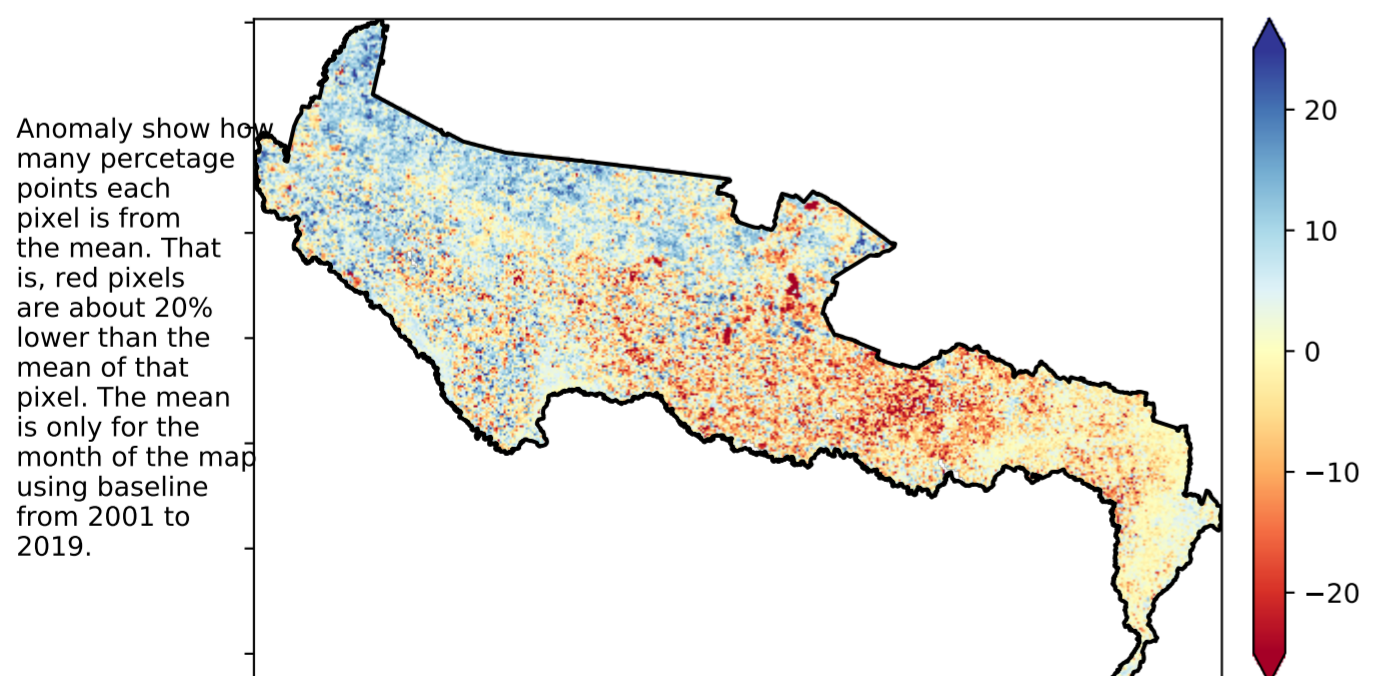 Anomaly show how
many percetage
points each
pixel is from
the mean. That
is, red pixels
are about 20%
lower than the
mean of that
pixel. The mean
is only for the
month of the map
using baseline
from 2001 to
2019.
20
10
0
−10
−20